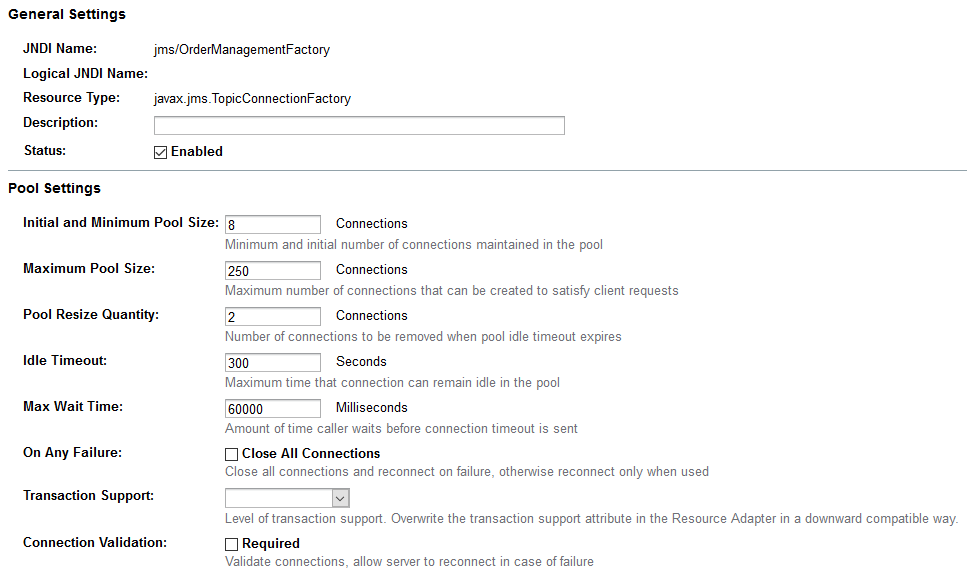 General Settings
JNDI Name: jms/OrderManagementFactory
Logical JNDI Name:
Resource Type: javax.jms.TopicConnectionFactory
Description:
Status: Enabled
Pool Settings
Initial and Minimum Pool Size: 8 Connections
Minimum and initial number of connections maintained in the pool
Maximum Pool Size: 250 Connections
Maximum number of connections that can be created to satisfy client requests
Pool Resize Quantity: 2 Connections
Number of connections to be removed when pool idle timeout expires
Idle Timeout: 300 Seconds
Maximum time that connection can remain idle in the pool
Max Wait Time: 60000 Milliseconds
Amount of time caller waits before connection timeout is sent
On Any Failure: Close All Connections
Close all connections and reconnect on failure, otherwise reconnect only when used
Transaction Support:
Level of transaction support. Overwrite the transaction support attribute in the Resource Adapter in a downward compatible way.
Connection Validation: Required
Validate connections, allow server to reconnect in case of failure